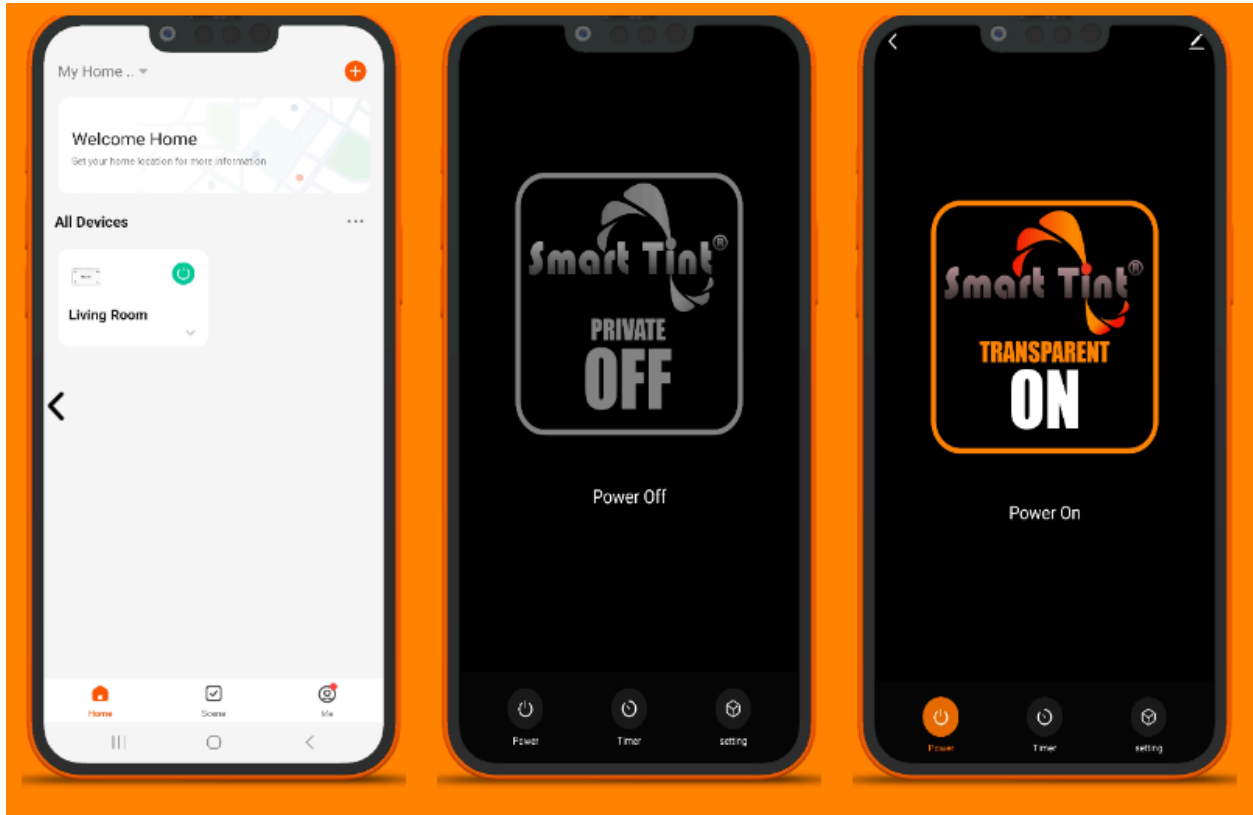 My Home ..
Welcome Home
Set your home location for more information
All Devices
...
Living Room
Home
Scene
Me
Smart Tint®
PRIVATE
OFF
Power Off
Power
Timer
setting
Smart Tint®
TRANSPARENT
ON
Power On
Power
Timer
setting